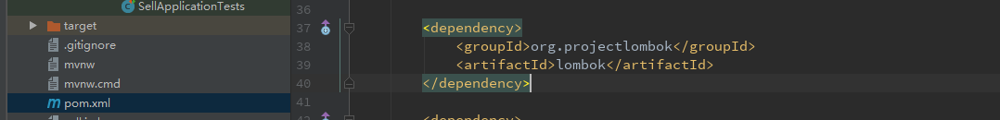 SellApplicationTests
target
.gitignore
mvnw
mvnw.cmd
pom.xml
36
37 <dependency>
38 <groupId>org.projectlombok</groupId>
39 <artifactId>lombok</artifactId>
40 </dependency>
41
<dependency>